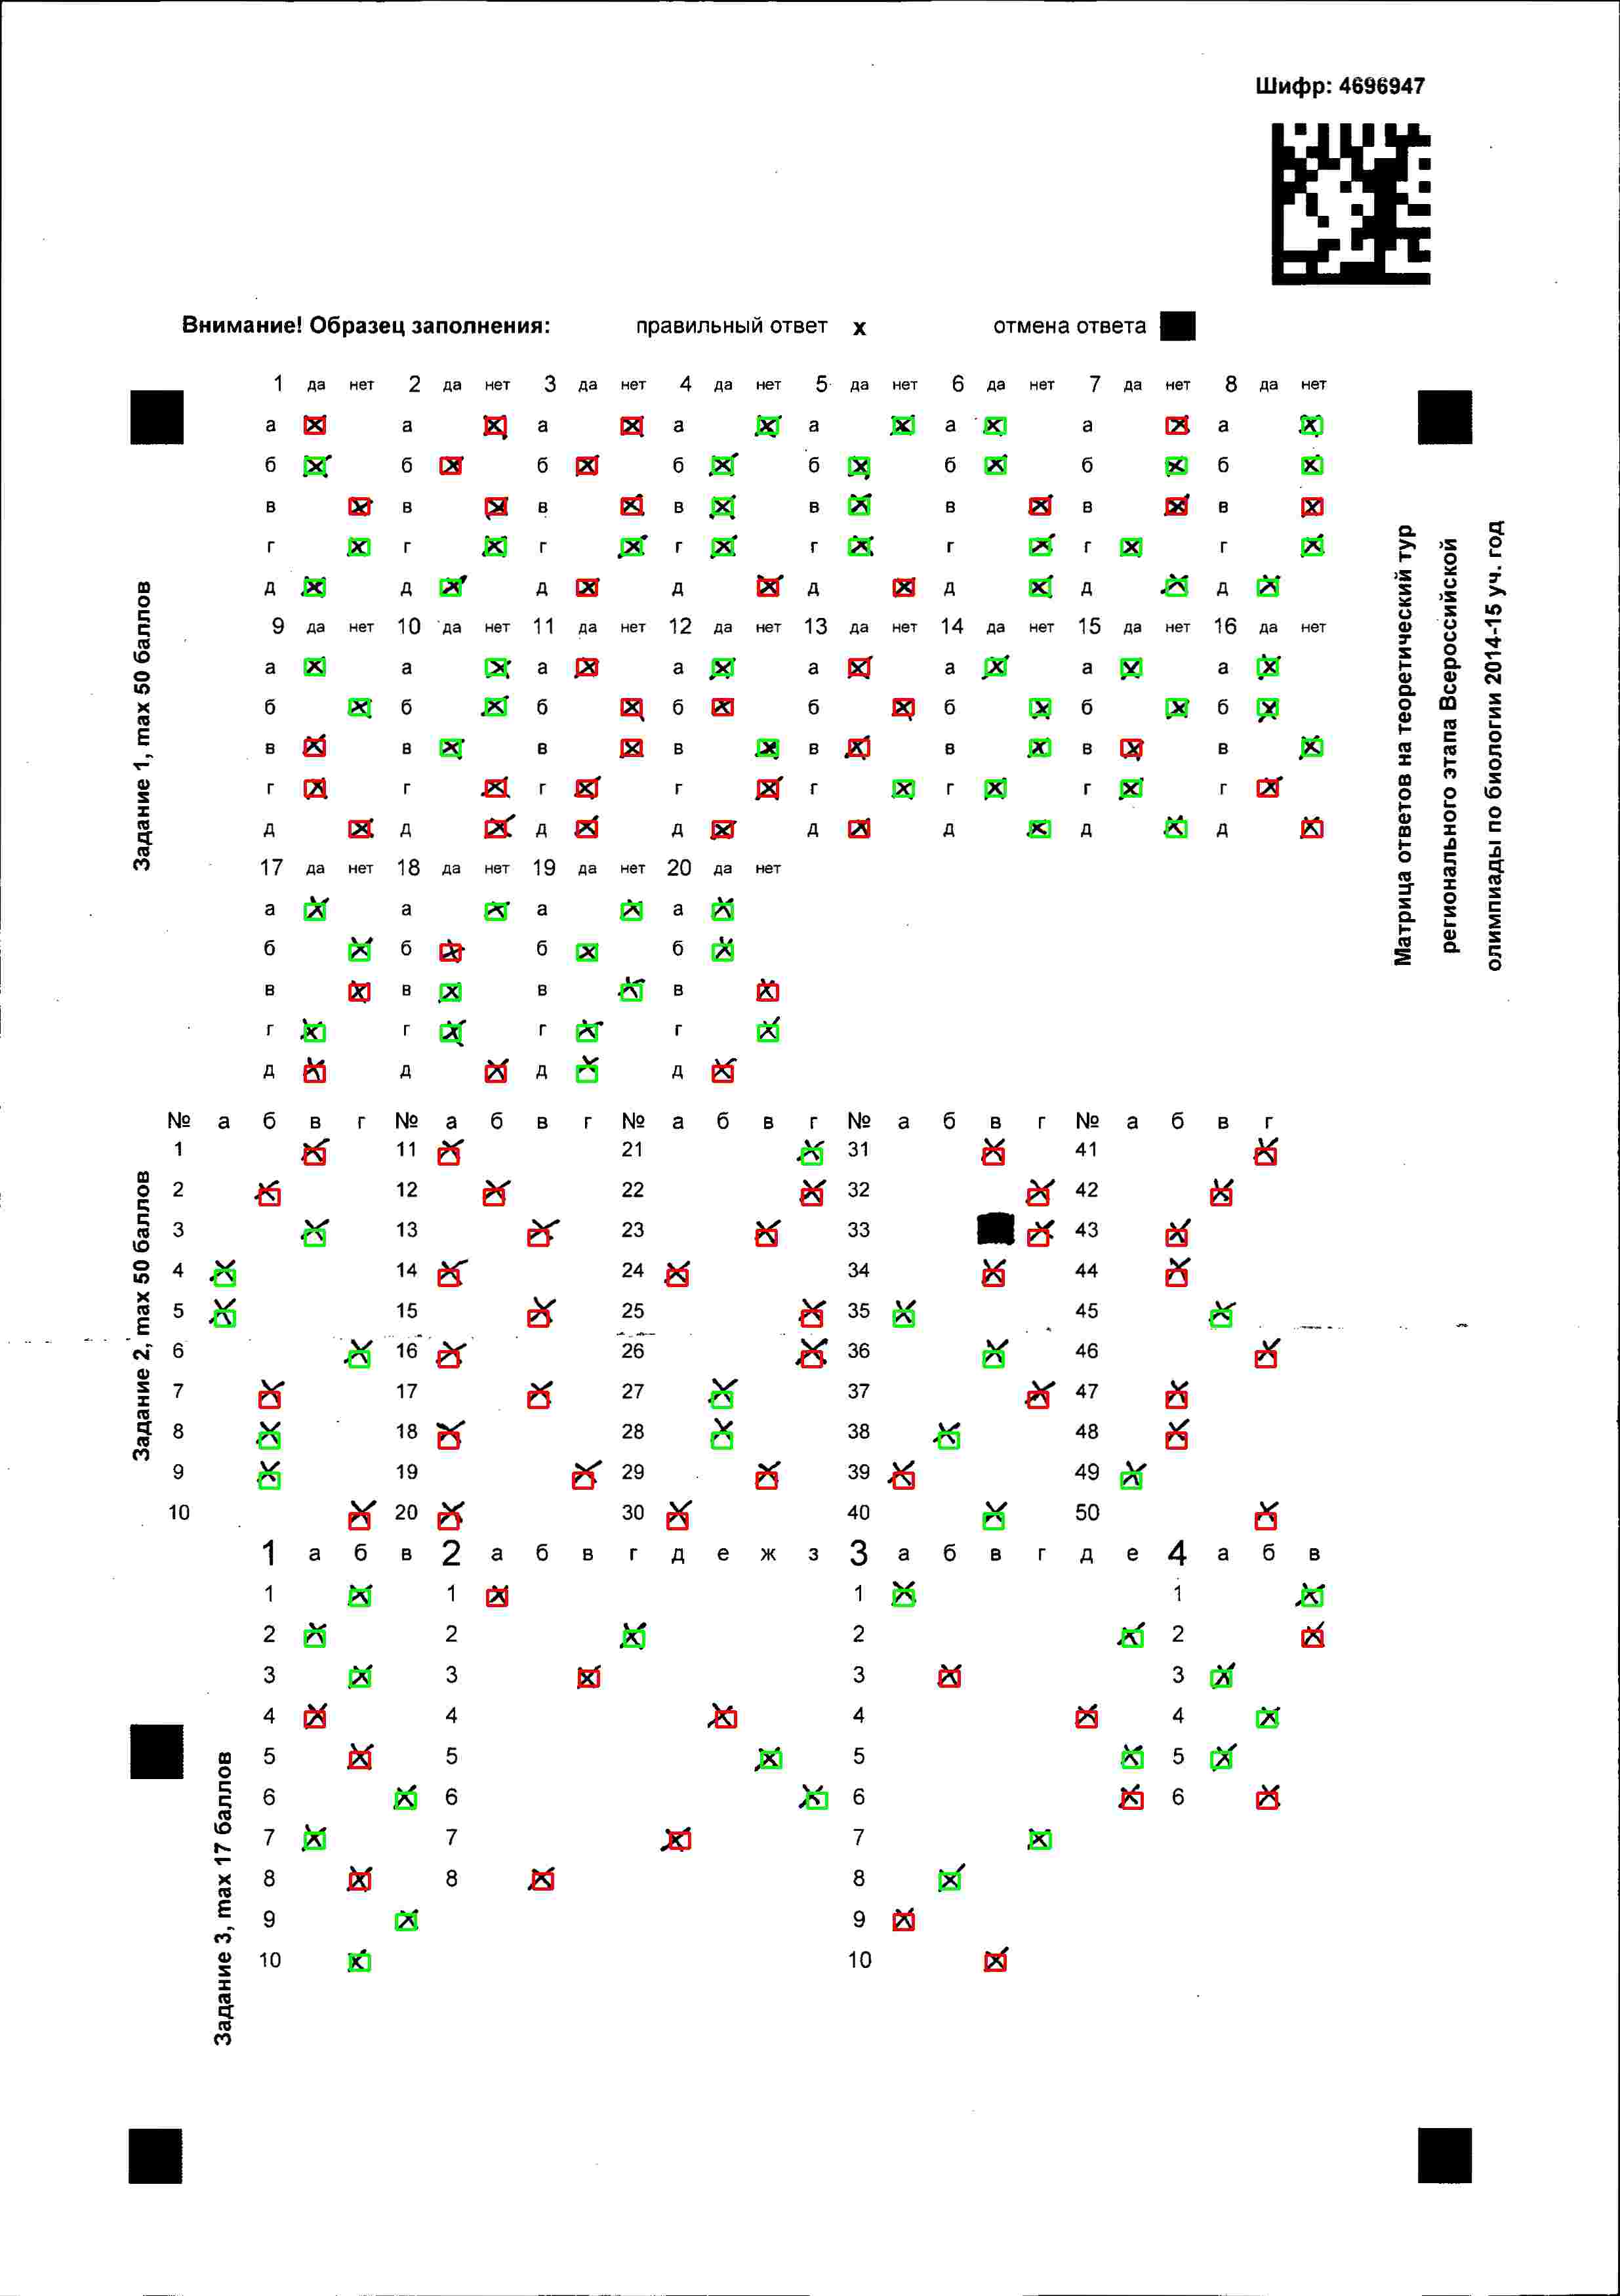 Шифр: 4696947
Внимание! Образец заполнения: правильный ответ x отмена ответа
1 да нет 2 да нет 3 да нет 4 да нет 5 да нет 6 да нет 7 да нет 8 да нет
а а а а а а а а
б б б б б б б б
в в в в в в в в
г г г г г г г г
д д д д д д д д
9 да нет 10 да нет 11 да нет 12 да нет 13 да нет 14 да нет 15 да нет 16 да нет
а а а а а а а а
б б б б б б б б
в в в в в в в в
г г г г г г г г
д д д д д д д д
17 да нет 18 да нет 19 да нет 20 да нет
а а а а
б б б б
в в в в
г г г г
д д д д
Задание 1, max 50 баллов
Матрица ответов на теоретический тур
регионального этапа Всероссийской
олимпиады по биологии 2014-15 уч. год
№ а б в г № а б в г № а б в г № а б в г № а б в г
1 11 21 31 41
2 12 22 32 42
3 13 23 33 43
4 14 24 34 44
5 15 25 35 45
6 16 26 36 46
7 17 27 37 47
8 18 28 38 48
9 19 29 39 49
10 20 30 40 50
Задание 2, max 50 баллов
1 а б в 2 а б в г д е ж з 3 а б в г д е 4 а б в
1 1 1 1
2 2 2 2
3 3 3 3
4 4 4 4
5 5 5 5
6 6 6 6
7 7 7
8 8 8
9 9
10 10
Задание 3, max 17 баллов